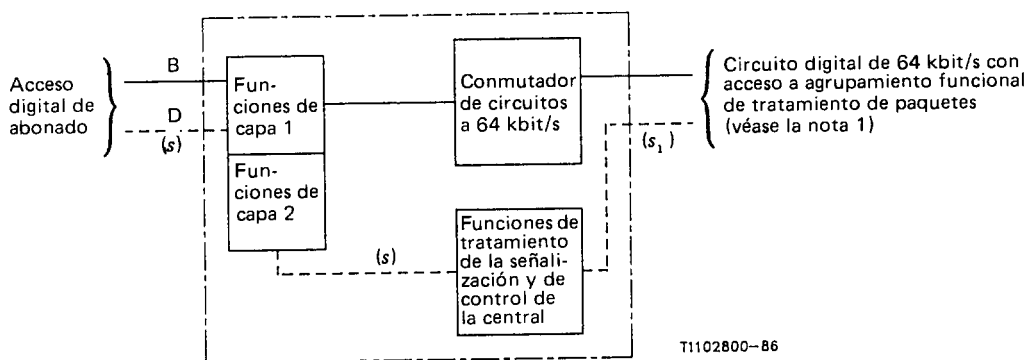 Acceso
digital de
abonado
B
D
(s)
Fun-
ciones de
capa 1
Fun-
ciones de
capa 2
Conmutador
de circuitos
a 64 kbit/s
(s)
Funciones de
tratamiento
de la señali-
zación y de
control de
la central
(s₁)
Circuito digital de 64 kbit/s con
acceso a agrupamiento funcional
de tratamiento de paquetes
(véase la nota 1)
T1102800-86